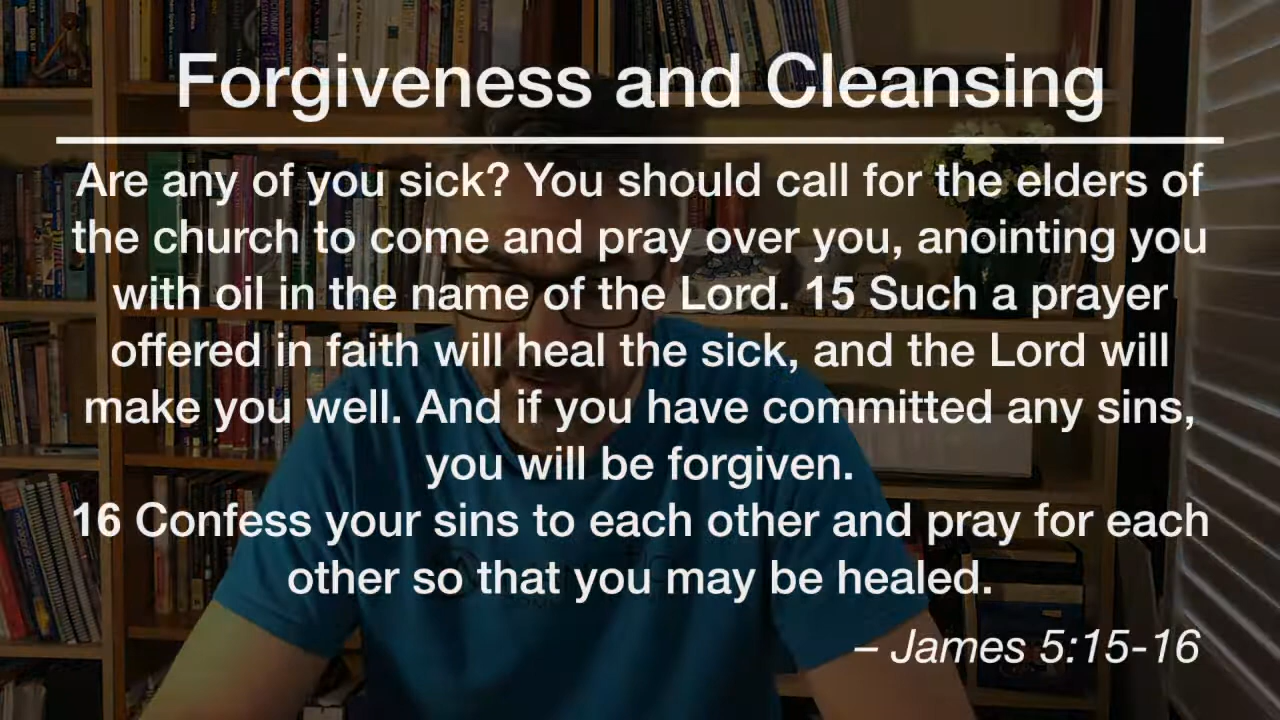 Forgiveness and Cleansing
Are any of you sick? You should call for the elders of
the church to come and pray over you, anointing you
with oil in the name of the Lord. 15 Such a prayer
offered in faith will heal the sick, and the Lord will
make you well. And if you have committed any sins,
you will be forgiven.
16 Confess your sins to each other and pray for each
other so that you may be healed.
– James 5:15-16